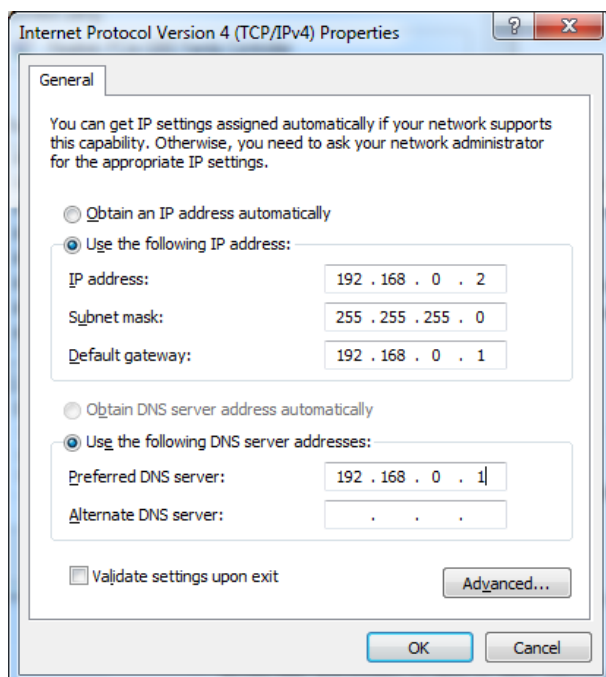 Internet Protocol Version 4 (TCP/IPv4) Properties
General
You can get IP settings assigned automatically if your network supports
this capability. Otherwise, you need to ask your network administrator
for the appropriate IP settings.
Obtain an IP address automatically
Use the following IP address:
IP address: 192 . 168 . 0 . 2
Subnet mask: 255 . 255 . 255 . 0
Default gateway: 192 . 168 . 0 . 1
Obtain DNS server address automatically
Use the following DNS server addresses:
Preferred DNS server: 192 . 168 . 0 . 1
Alternate DNS server: . . .
Validate settings upon exit
Advanced...
OK Cancel